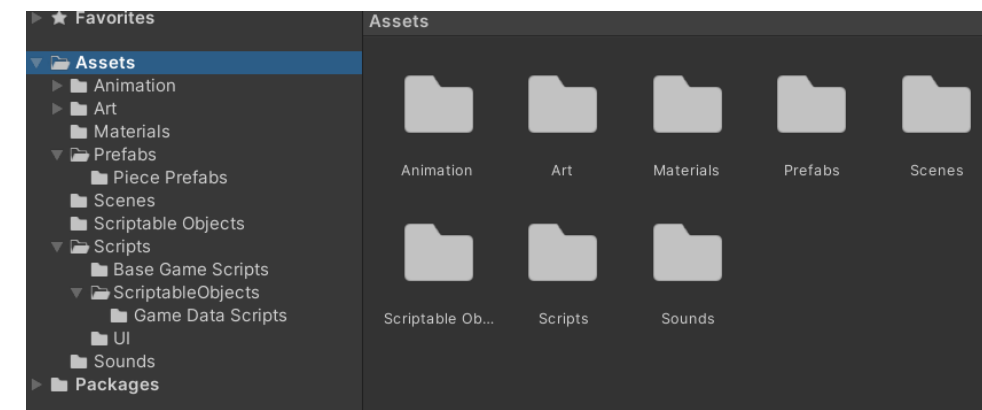 Favorites
Assets
Animation
Art
Materials
Prefabs
Piece Prefabs
Scenes
Scriptable Objects
Scripts
Base Game Scripts
ScriptableObjects
Game Data Scripts
UI
Sounds
Packages
Assets
Animation Art Materials Prefabs Scenes
Scriptable Ob... Scripts Sounds